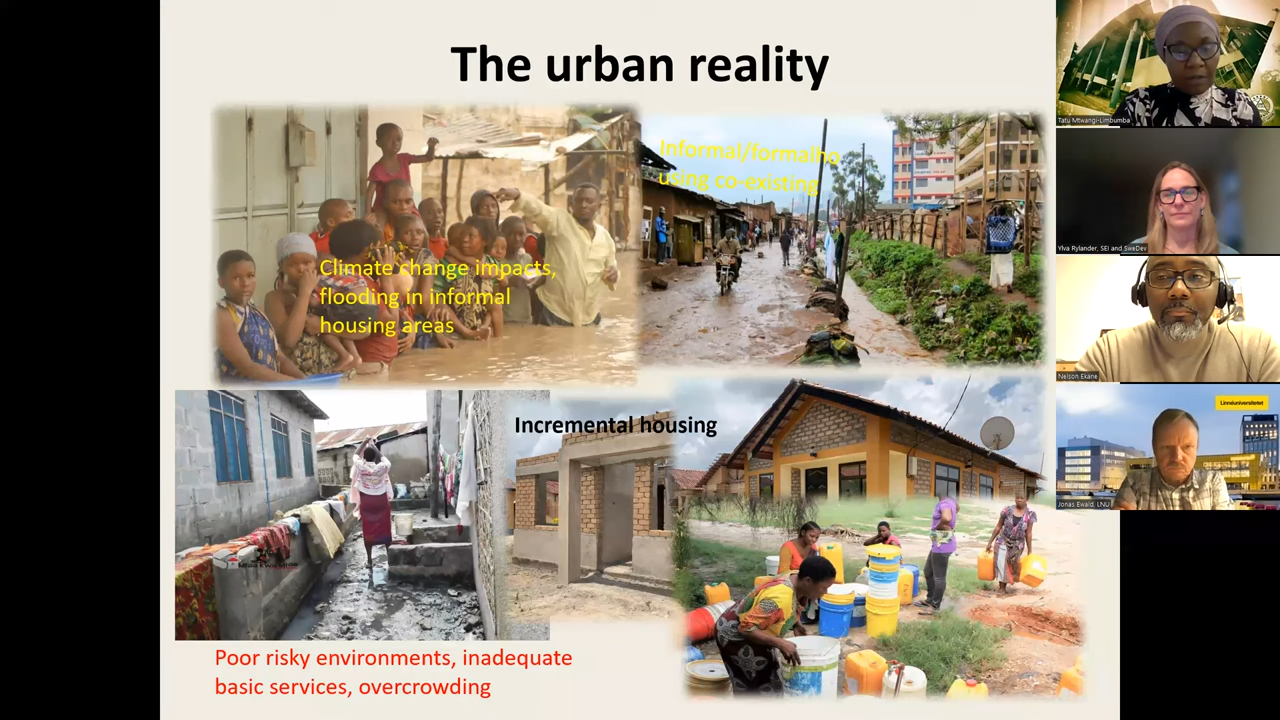 The urban reality
Climate change impacts,
flooding in informal
housing areas
Informal/formalho
using co-existing
Incremental housing
Poor risky environments, inadequate
basic services, overcrowding
Tatu Mtwangi-Limbumba
Ylva Rylander, SEI and SweDev
Nelson Ekane
Linnéuniversitetet
Jonas Ewald, LNU